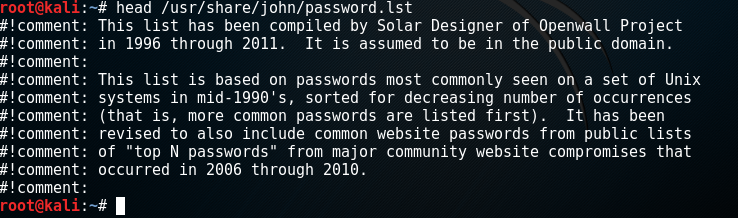 root@kali:~# head /usr/share/john/password.lst
#!comment: This list has been compiled by Solar Designer of Openwall Project
#!comment: in 1996 through 2011.  It is assumed to be in the public domain.
#!comment:
#!comment: This list is based on passwords most commonly seen on a set of Unix
#!comment: systems in mid-1990's, sorted for decreasing number of occurrences
#!comment: (that is, more common passwords are listed first).  It has been
#!comment: revised to also include common website passwords from public lists
#!comment: of "top N passwords" from major community website compromises that
#!comment: occurred in 2006 through 2010.
#!comment:
root@kali:~#